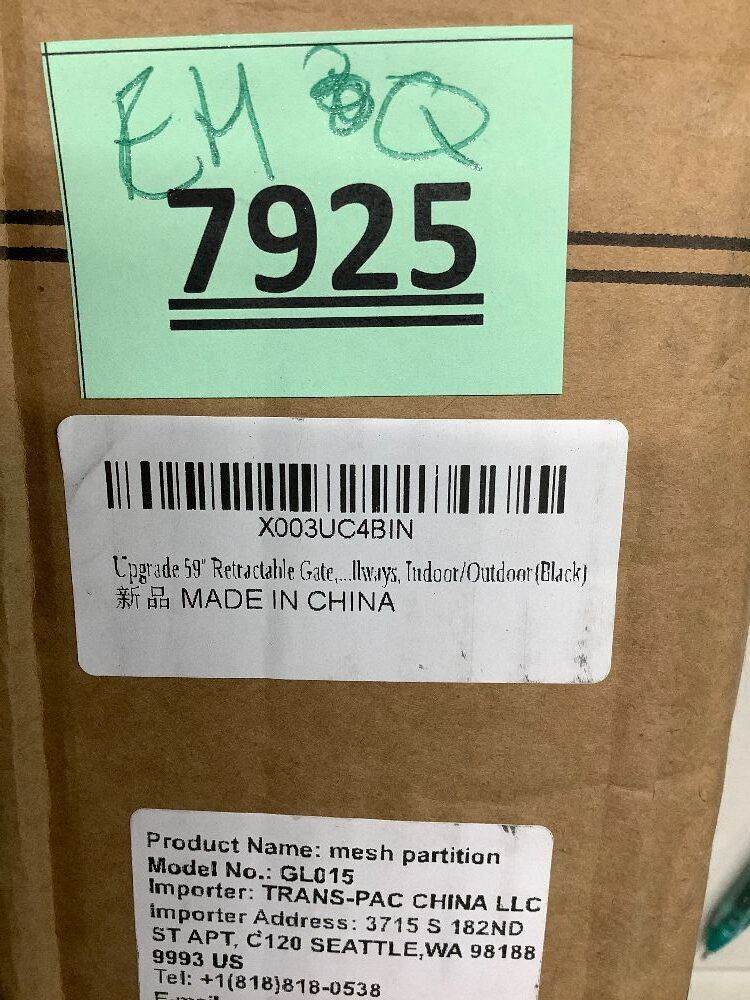 EH Q
7925
X003UC4BIN
Upgrade 59" Retractable Gate,...llways, Indoor/Outdoor(Black)
新品 MADE IN CHINA
Product Name: mesh partition
Model No.: GL015
Importer: TRANS-PAC CHINA LLC
importer Address: 3715 S 182ND
ST APT, C120 SEATTLE,WA 98188
9993 US
Tel: +1(818)818-0538